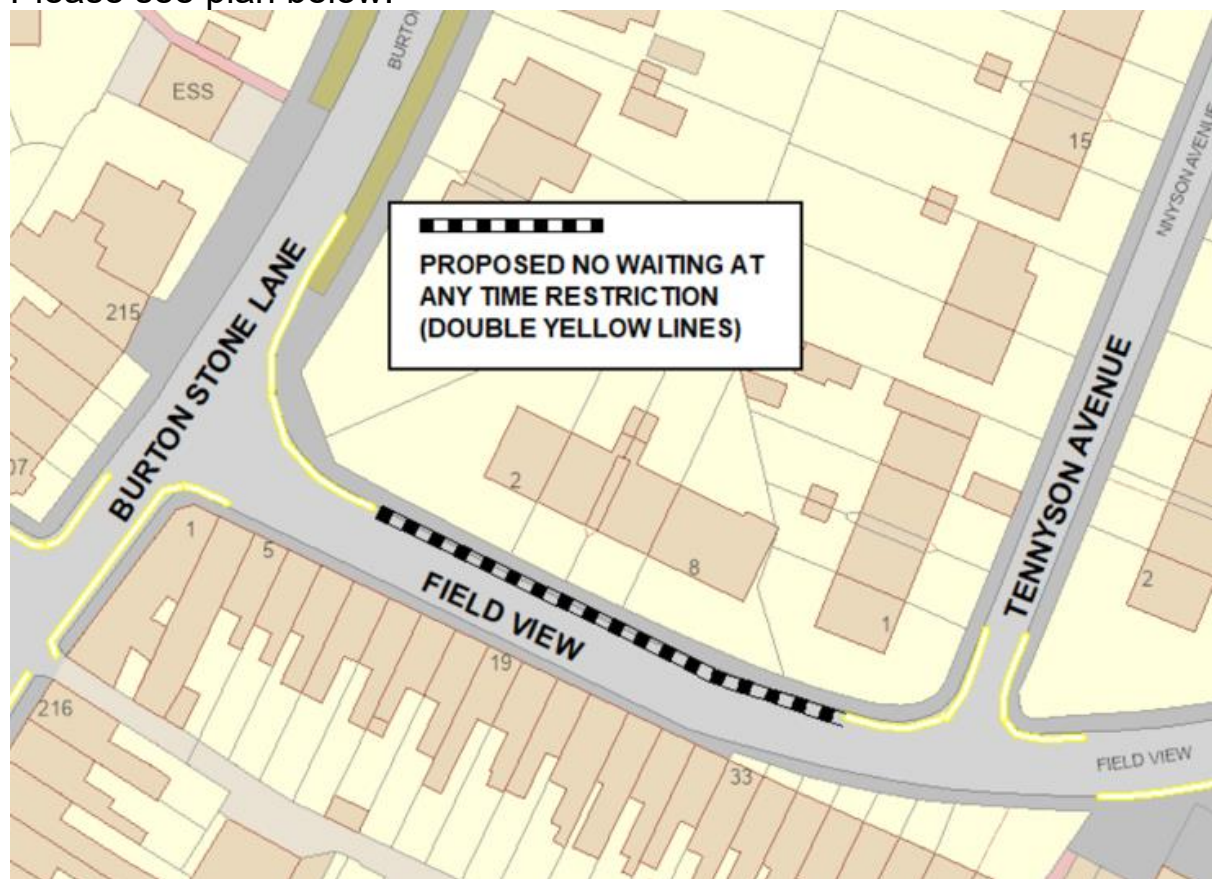 Please see plan below:
BURTO
ESS
15
NNYSON AVENUE
PROPOSED NO WAITING AT
ANY TIME RESTRICTION
(DOUBLE YELLOW LINES)
215
BURTON STONE LANE
TENNYSON AVENUE
07
2
1
5
8
2
1
FIELD VIEW
19
216
33
FIELD VIEW